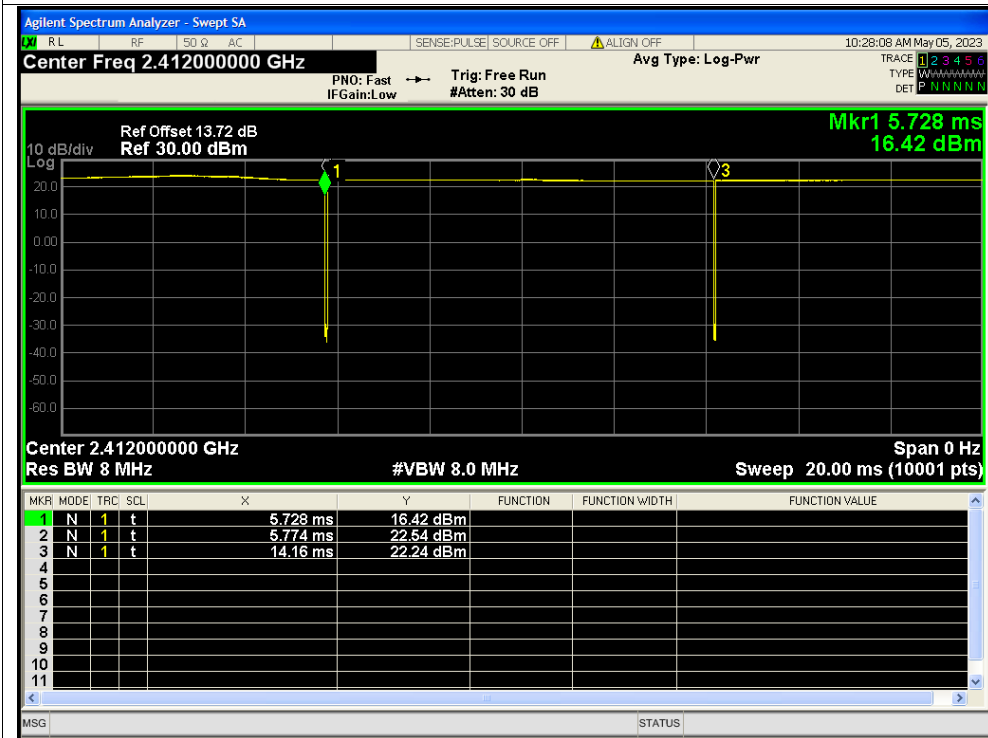 Agilent Spectrum Analyzer - Swept SA
LXI RL RF 50 Ω AC SENSE:PULSE SOURCE OFF ALIGN OFF 10:28:08 AM May 05, 2023
Center Freq 2.412000000 GHz Avg Type: Log-Pwr TRACE 1 2 3 4 5 6
PNO: Fast Trig: Free Run TYPE WWWWWW
IFGain:Low #Atten: 30 dB DET P N N N N N
Mkr1 5.728 ms
Ref Offset 13.72 dB
10 dB/div Ref 30.00 dBm 16.42 dBm
Log
1
3
20.0
10.0
0.00
-10.0
-20.0
-30.0
-40.0
-50.0
-60.0
Center 2.412000000 GHz Span 0 Hz
Res BW 8 MHz #VBW 8.0 MHz Sweep 20.00 ms (10001 pts)
MKR MODE TRC SCL X Y FUNCTION FUNCTION WIDTH FUNCTION VALUE
1 N 1 t 5.728 ms 16.42 dBm
2 N 1 t 5.774 ms 22.54 dBm
3 N 1 t 14.16 ms 22.24 dBm
4
5
6
7
8
9
10
11
MSG STATUS